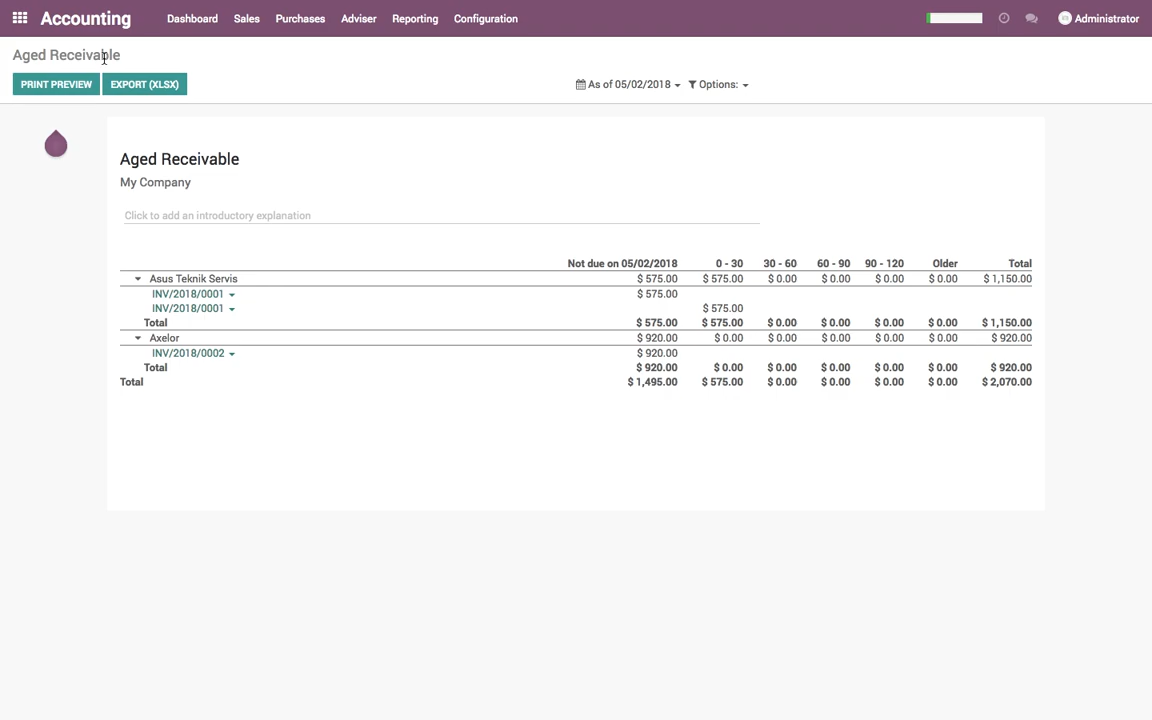 Accounting Dashboard Sales Purchases Adviser Reporting Configuration Administrator
Aged Receivable
PRINT PREVIEW EXPORT (XLSX) As of 05/02/2018 Options:
Aged Receivable
My Company
Click to add an introductory explanation
Not due on 05/02/2018 0 - 30 30 - 60 60 - 90 90 - 120 Older Total
Asus Teknik Servis $ 575.00 $ 575.00 $ 0.00 $ 0.00 $ 0.00 $ 0.00 $ 1,150.00
INV/2018/0001 $ 575.00
INV/2018/0001 $ 575.00
Total $ 575.00 $ 575.00 $ 0.00 $ 0.00 $ 0.00 $ 0.00 $ 1,150.00
Axelor $ 920.00 $ 0.00 $ 0.00 $ 0.00 $ 0.00 $ 0.00 $ 920.00
INV/2018/0002 $ 920.00
Total $ 920.00 $ 0.00 $ 0.00 $ 0.00 $ 0.00 $ 0.00 $ 920.00
Total $ 1,495.00 $ 575.00 $ 0.00 $ 0.00 $ 0.00 $ 0.00 $ 2,070.00